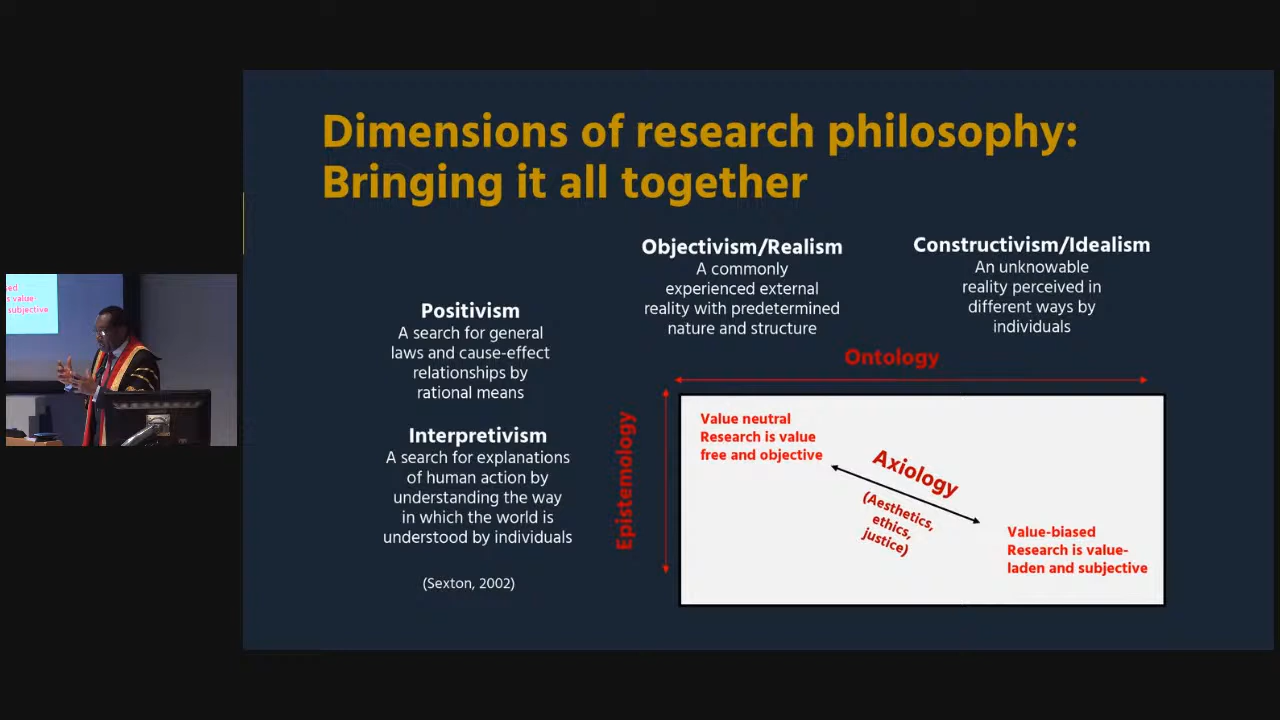 Dimensions of research philosophy:
Bringing it all together
Objectivism/Realism
A commonly
experienced external
reality with predetermined
nature and structure
Constructivism/Idealism
An unknowable
reality perceived in
different ways by
individuals
Positivism
A search for general
laws and cause-effect
relationships by
rational means
Interpretivism
A search for explanations
of human action by
understanding the way
in which the world is
understood by individuals
(Sexton, 2002)
Ontology
Epistemology
Value neutral
Research is value
free and objective
Axiology
(Aesthetics,
ethics,
justice)
Value-biased
Research is value-
laden and subjective
s value:
subjective